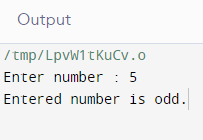 Output
/tmp/LpvW1tKuCv.o
Enter number : 5
Entered number is odd.